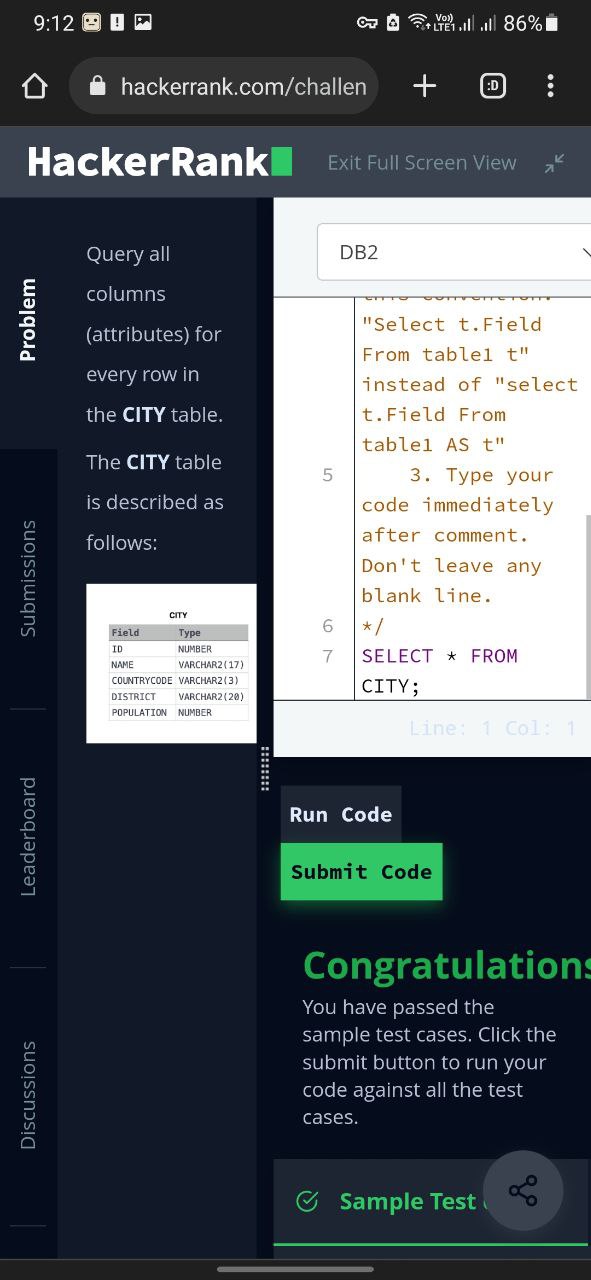 9:12
Vo))
LTE1
86%
hackerrank.com/challen
:D
HackerRank
Exit Full Screen View
Problem
Submissions
Leaderboard
Discussions
Query all
columns
(attributes) for
every row in
the CITY table.
The CITY table
is described as
follows:
CITY
Field Type
ID NUMBER
NAME VARCHAR2(17)
COUNTRYCODE VARCHAR2(3)
DISTRICT VARCHAR2(20)
POPULATION NUMBER
DB2
this convention:
"Select t.Field
From table1 t"
instead of "select
t.Field From
table1 AS t"
5 3. Type your
code immediately
after comment.
Don't leave any
blank line.
6 */
7 SELECT * FROM
CITY;
Line: 1 Col: 1
Run Code
Submit Code
Congratulations
You have passed the
sample test cases. Click the
submit button to run your
code against all the test
cases.
Sample Test